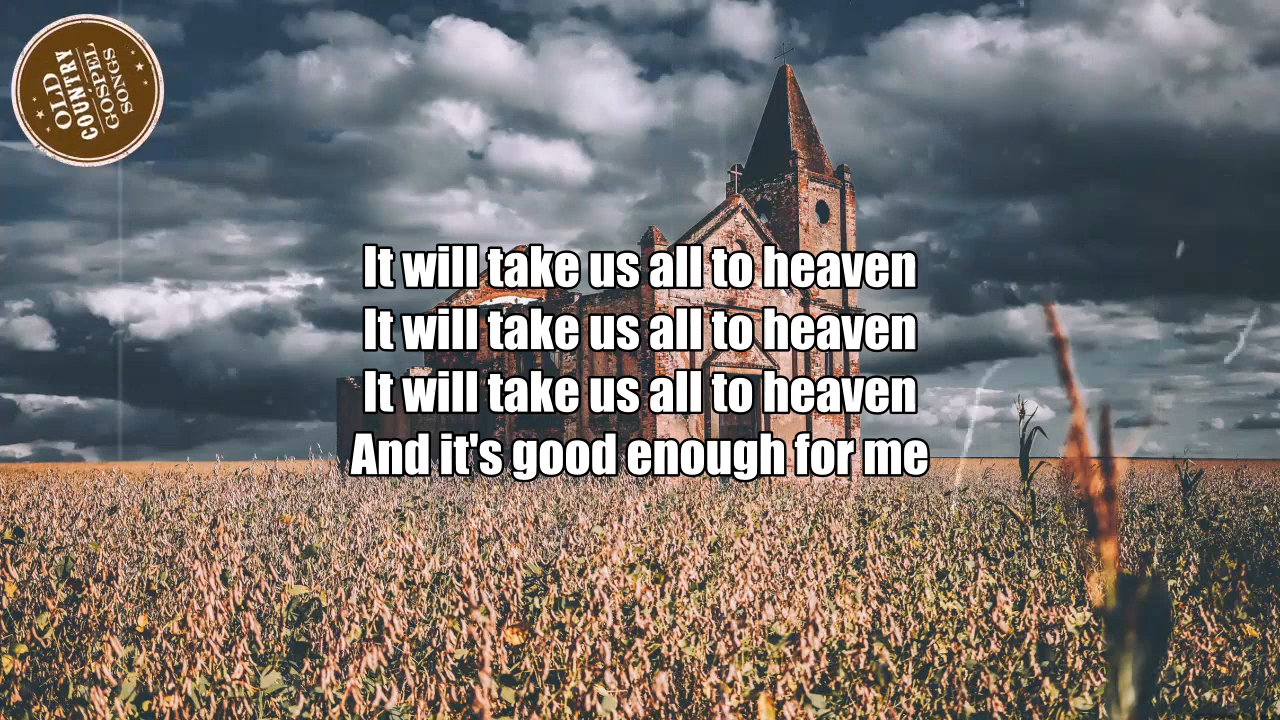 OLD
COUNTRY
GOSPEL
SONGS
It will take us all to heaven
It will take us all to heaven
It will take us all to heaven
And it's good enough for me